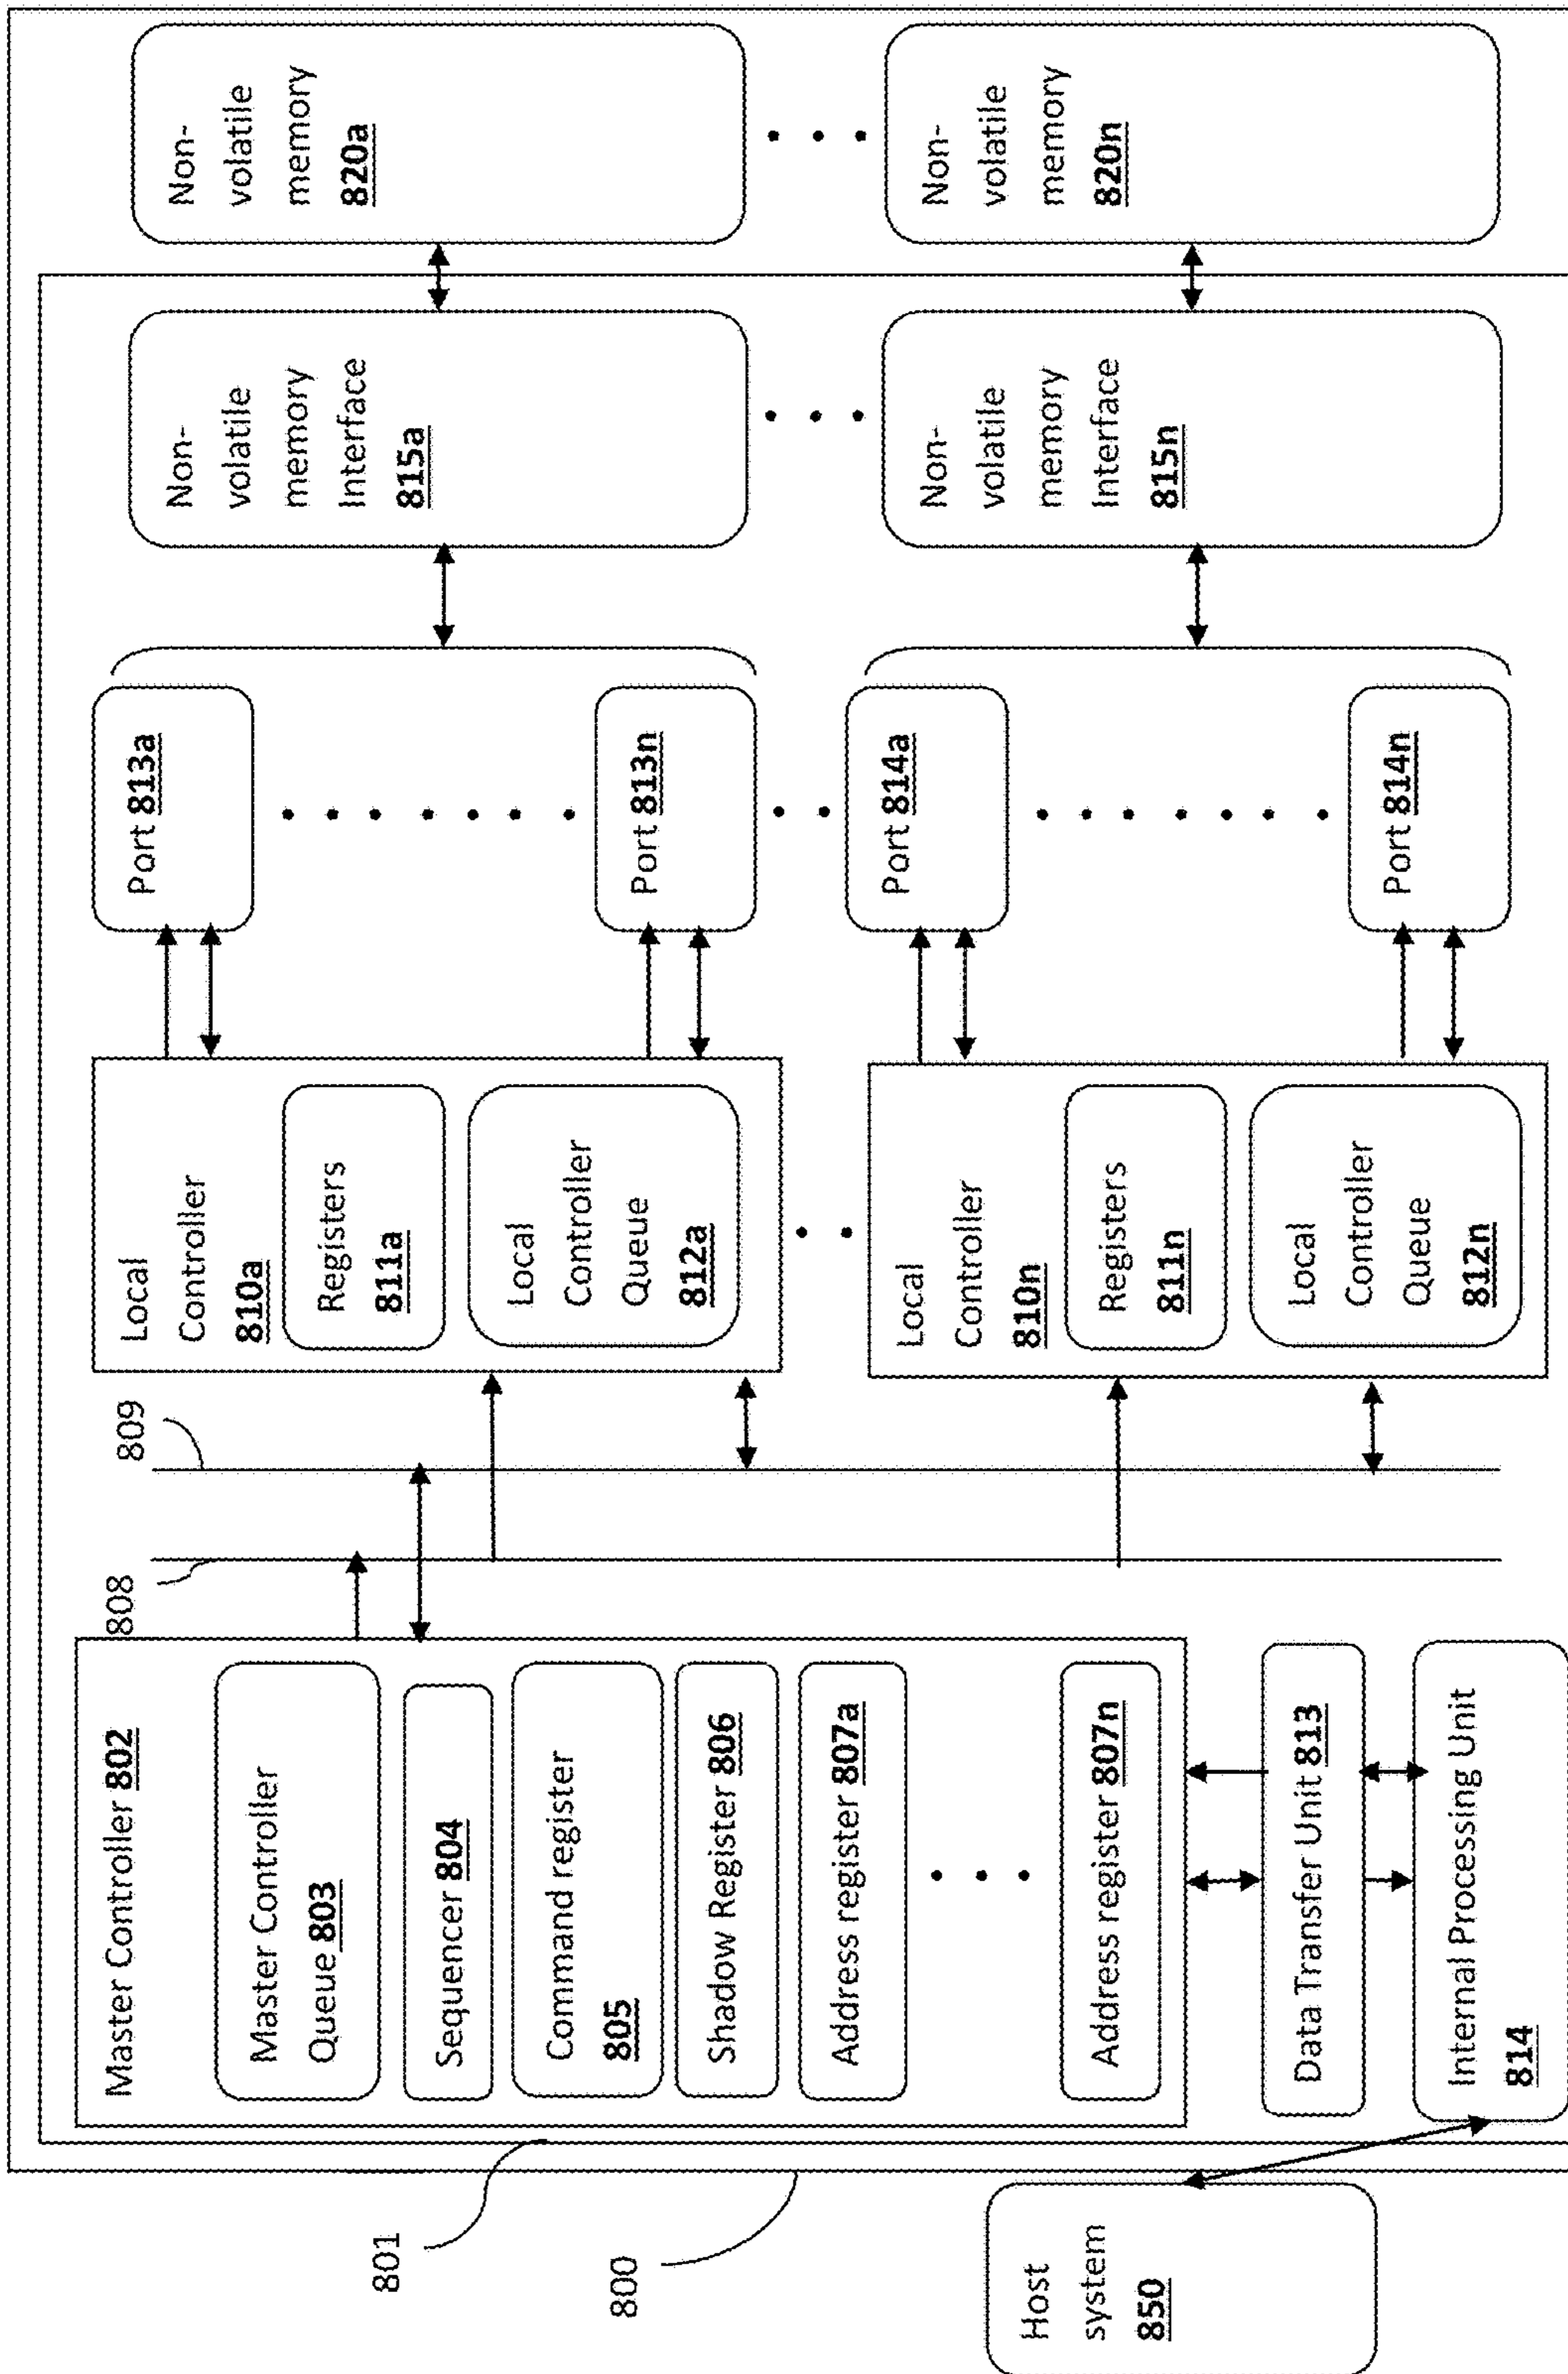 Master Controller 802
Master Controller
Queue 803
Sequencer 804
Command register
805
Shadow Register 806
Address register 807a
Address register 807n
Data Transfer Unit 813
Internal Processing Unit
814
801
800
Host
system
850
808
809
Local
Controller
810a
Registers
811a
Local
Controller
Queue
812a
Local
Controller
810n
Registers
811n
Local
Controller
Queue
812n
Port 813a
Port 813n
Port 814a
Port 814n
Non-
volatile
memory
Interface
815a
Non-
volatile
memory
Interface
815n
Non-
volatile
memory
820a
Non-
volatile
memory
820n